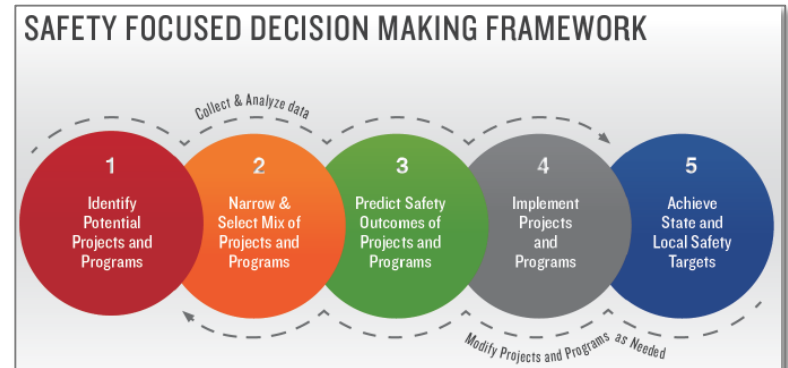 SAFETY FOCUSED DECISION MAKING FRAMEWORK
Collect & Analyze data
1
Identify
Potential
Projects and
Programs
2
Narrow &
Select Mix of
Projects and
Programs
3
Predict Safety
Outcomes of
Projects and
Programs
4
Implement
Projects
and
Programs
5
Achieve
State and
Local Safety
Targets
Modify Projects and Programs as Needed